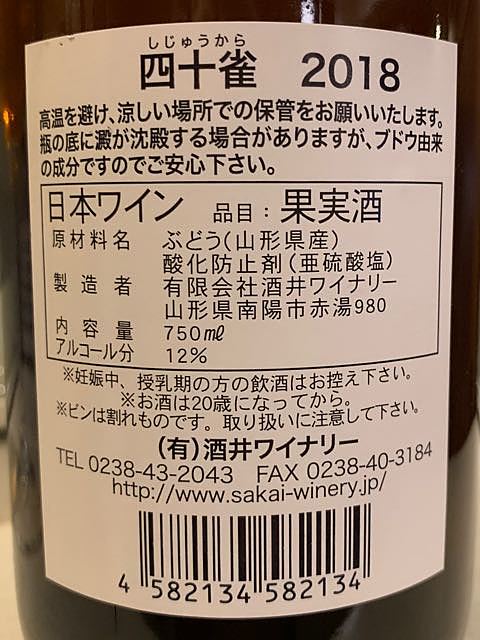 しじゅうから
四十雀 2018
高温を避け、涼しい場所での保管をお願いいたします。
瓶の底に澱が沈殿する場合がありますが、ブドウ由来
の成分ですのでご安心下さい。
日本ワイン 品目：果実酒
原材料名 ぶどう(山形県産)
酸化防止剤(亜硫酸塩)
製造者 有限会社酒井ワイナリー
山形県南陽市赤湯980
内容量 750㎖
アルコール分 12%
※妊娠中、授乳期の方の飲酒はお控え下さい。
※お酒は20歳になってから。
※ビンは割れものです。取り扱いに注意して下さい。
(有)酒井ワイナリー
TEL 0238-43-2043 FAX 0238-40-3184
http://www.sakai-winery.jp/
4 582134 582134